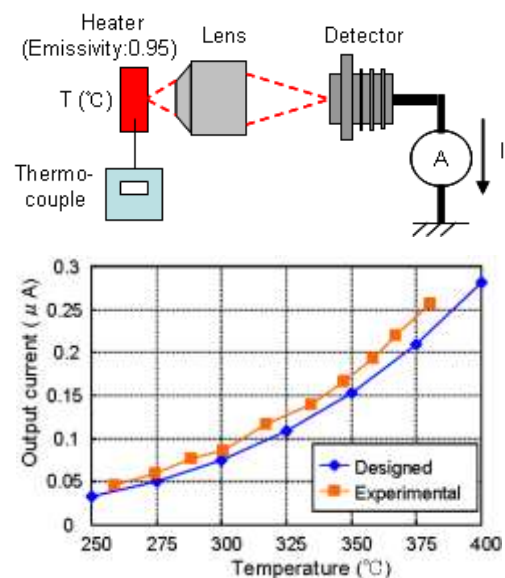 Heater
(Emissivity:0.95)
Lens
Detector
T (℃)
A
I
Thermo-
couple
Output current ( μ A)
0.3
0.25
0.2
0.15
0.1
0.05
0
Designed
Experimental
250 275 300 325 350 375 400
Temperature (℃)